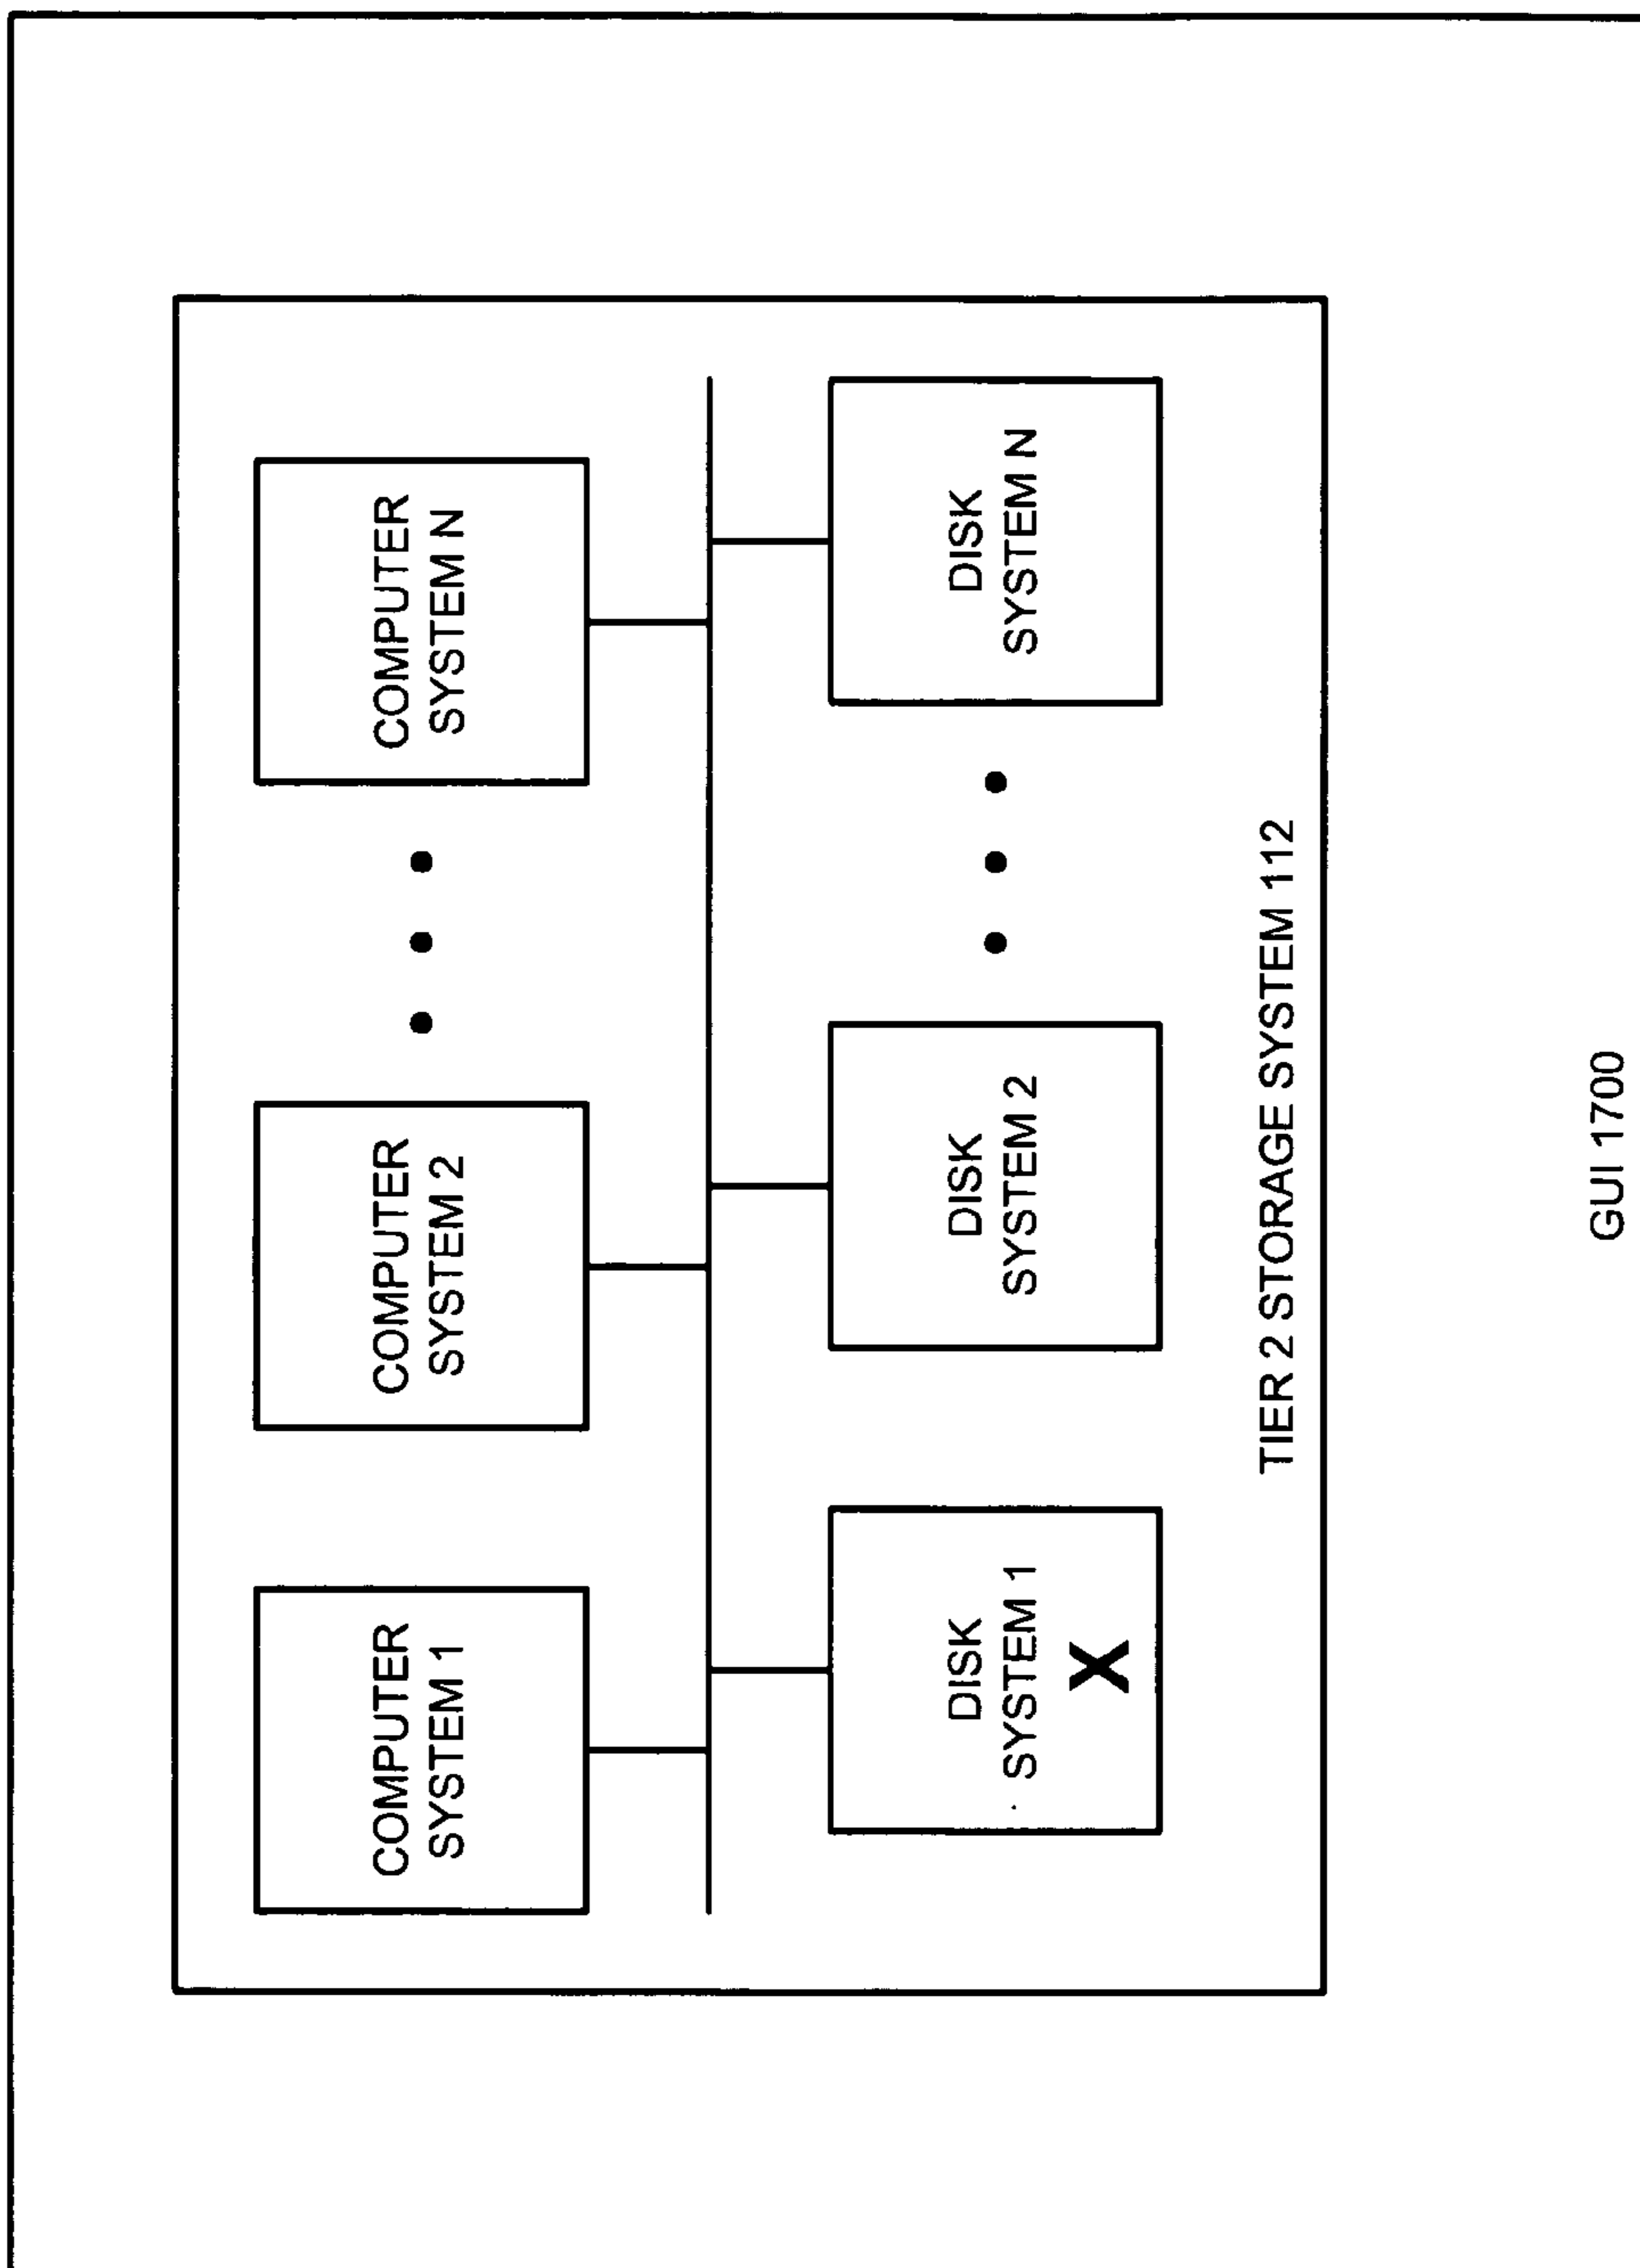 COMPUTER
SYSTEM 1
COMPUTER
SYSTEM 2
COMPUTER
SYSTEM N
DISK
SYSTEM 1
X
DISK
SYSTEM 2
DISK
SYSTEM N
TIER 2 STORAGE SYSTEM 112
GUI 1700